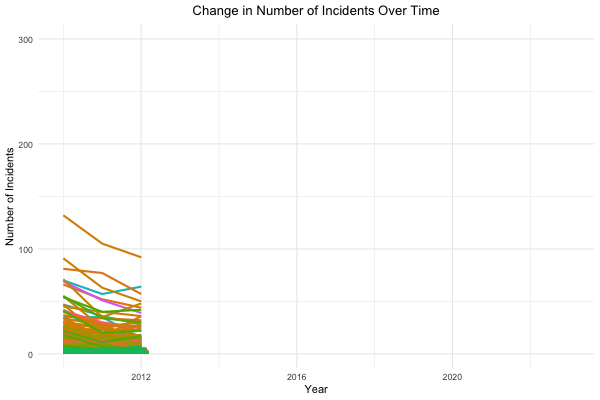 Change in Number of Incidents Over Time
300
200
100
0
Number of Incidents
2012
2016
2020
Year